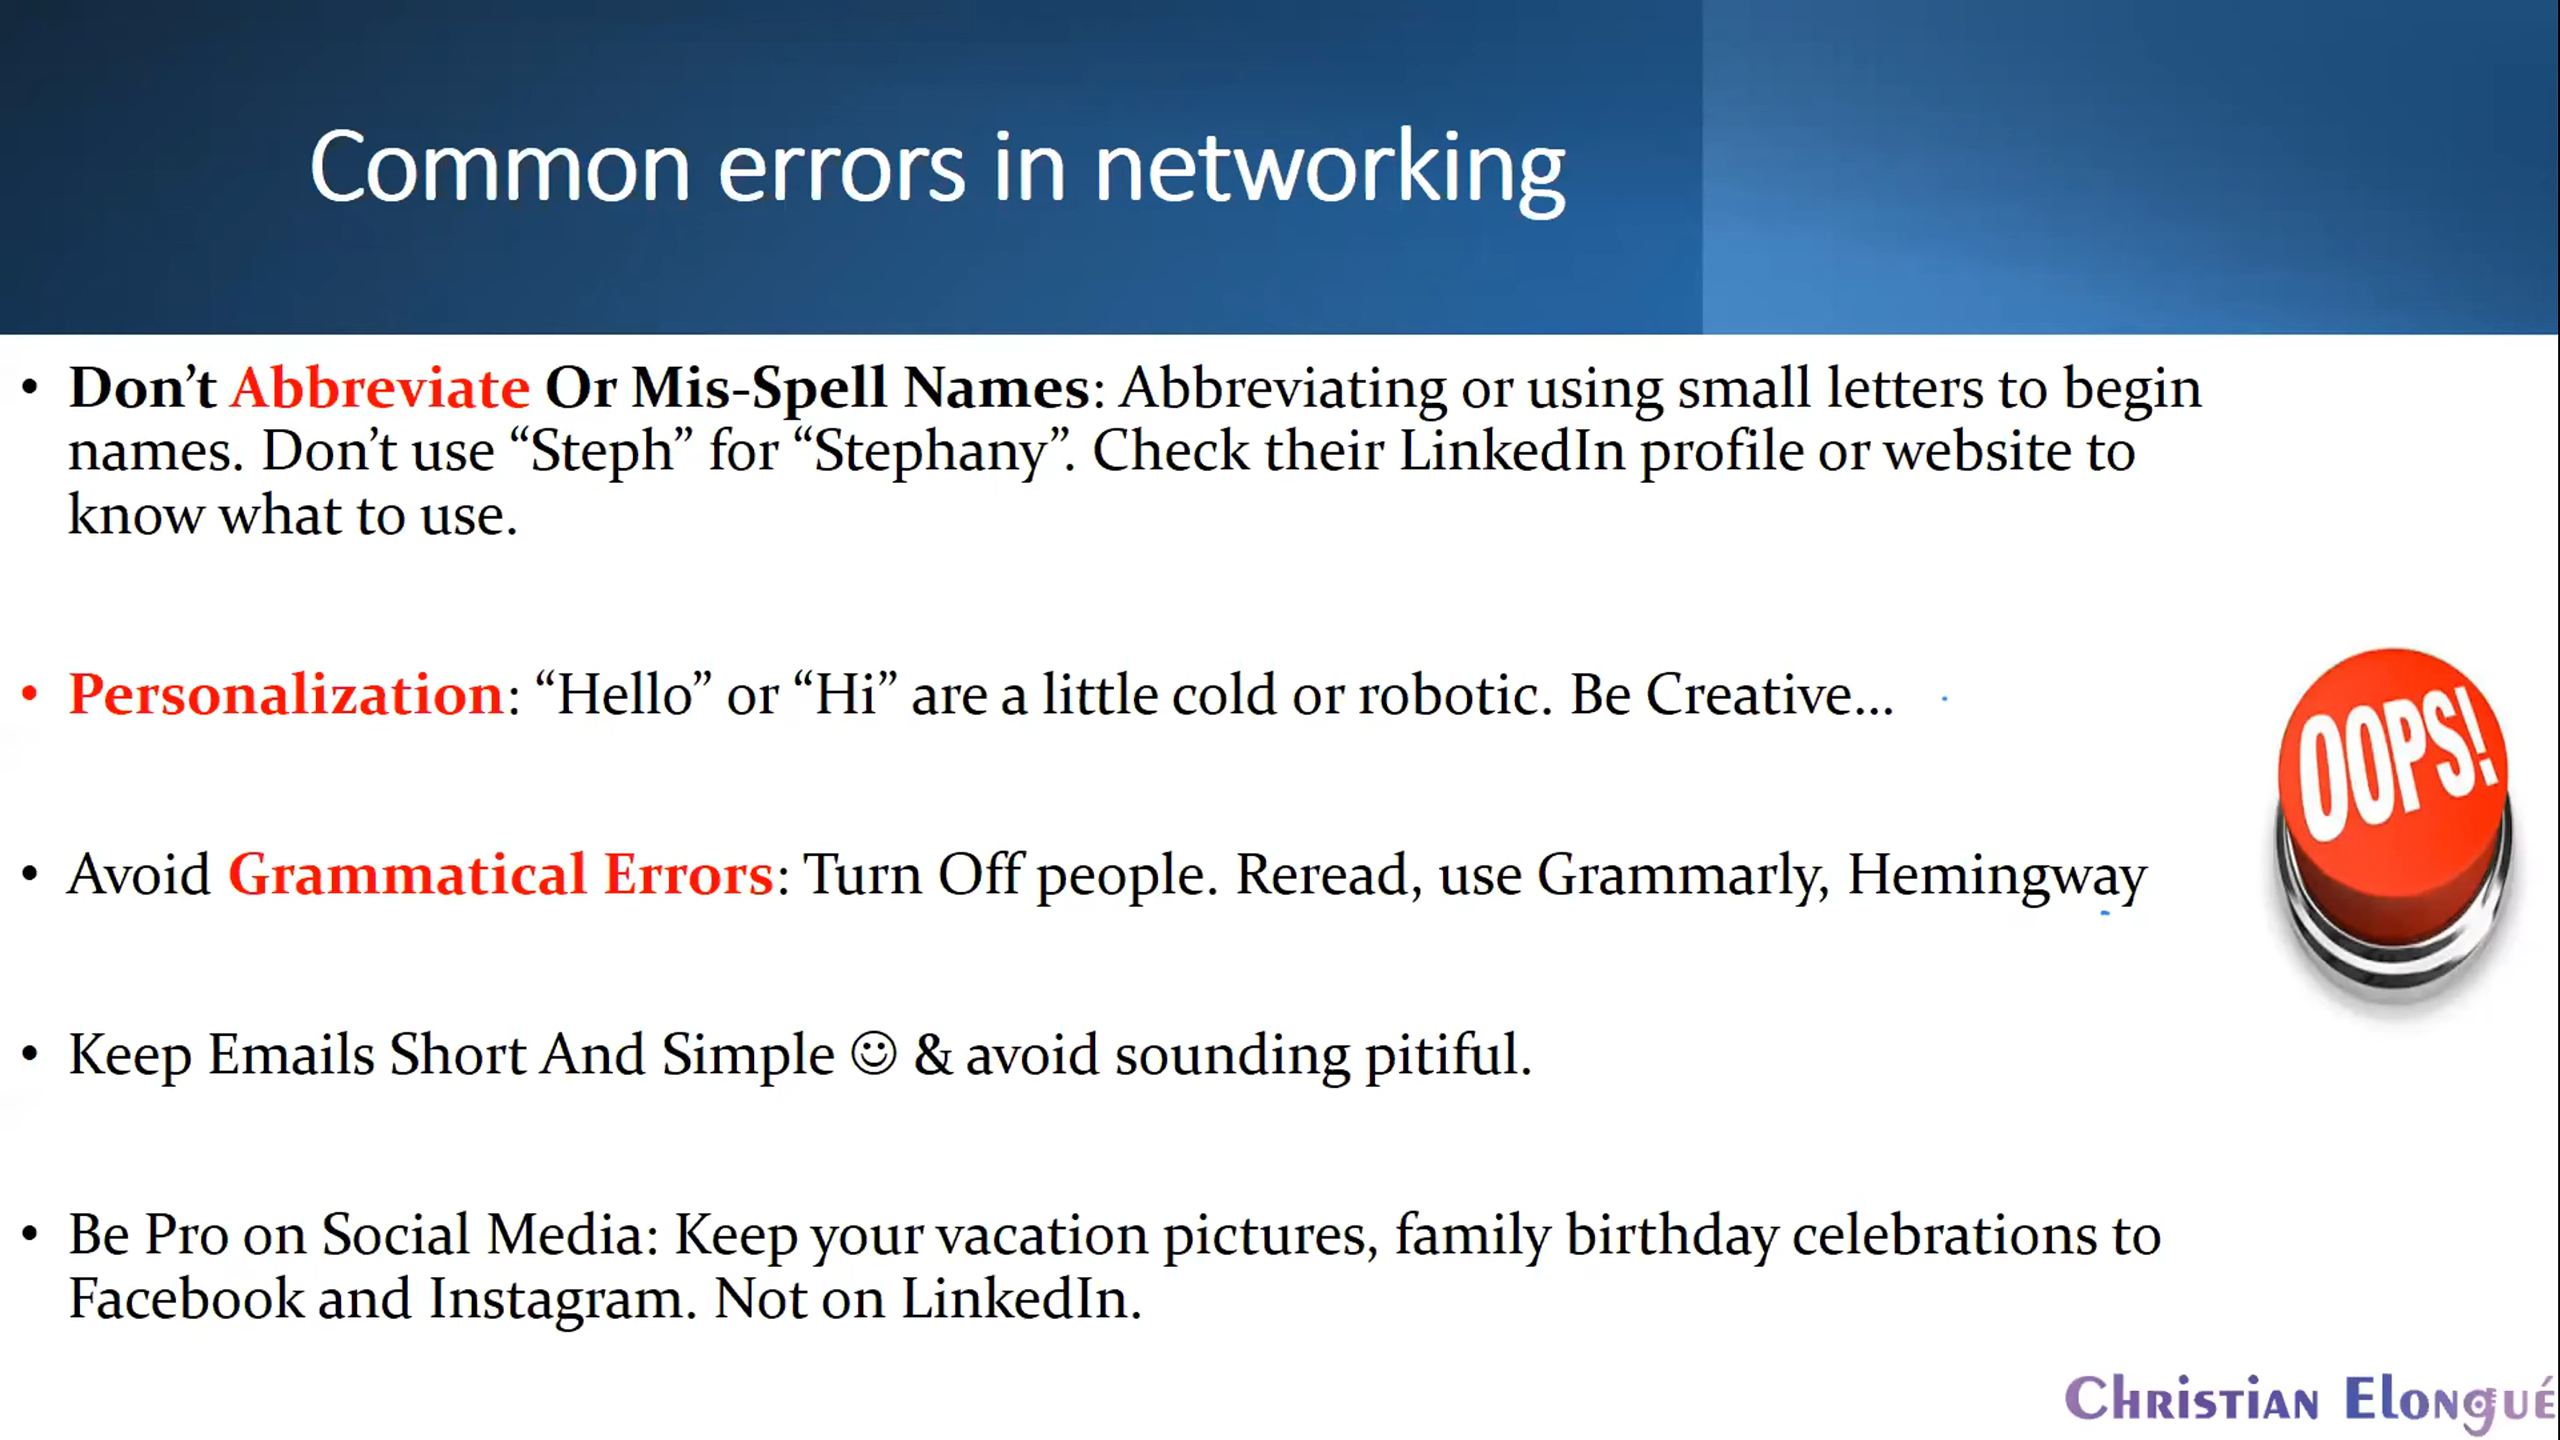 Common errors in networking
• Don’t Abbreviate Or Mis-Spell Names: Abbreviating or using small letters to begin
names. Don’t use “Steph” for “Stephany”. Check their LinkedIn profile or website to
know what to use.
• Personalization: “Hello” or “Hi” are a little cold or robotic. Be Creative...
OOPS!
• Avoid Grammatical Errors: Turn Off people. Reread, use Grammarly, Hemingway
• Keep Emails Short And Simple ☺ & avoid sounding pitiful.
• Be Pro on Social Media: Keep your vacation pictures, family birthday celebrations to
Facebook and Instagram. Not on LinkedIn.
Christian Elongué